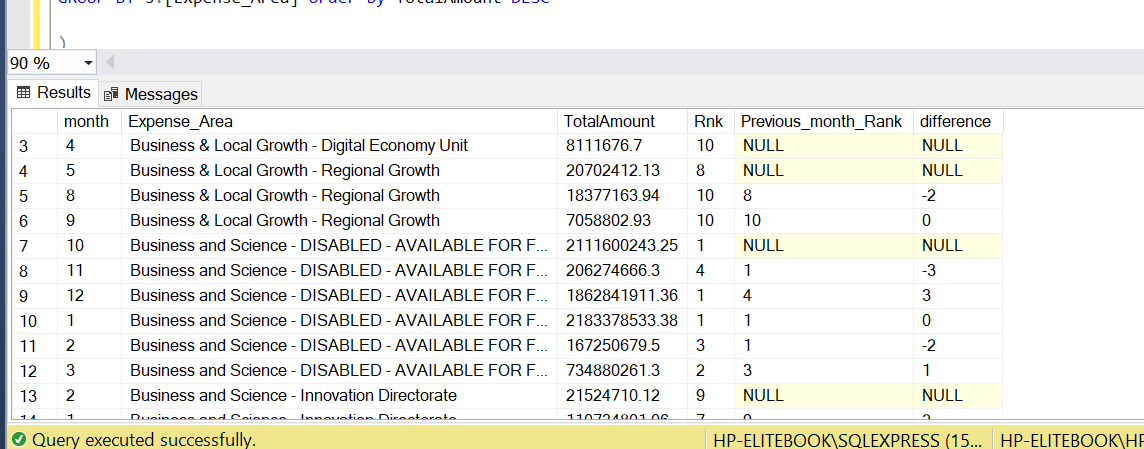 GROUP BY s.[Expense_Area] order by TotalAmount DESC
)
90 %
Results Messages
month Expense_Area TotalAmount Rnk Previous_month_Rank difference
3 4 Business & Local Growth - Digital Economy Unit 8111676.7 10 NULL NULL
4 5 Business & Local Growth - Regional Growth 20702412.13 8 NULL NULL
5 8 Business & Local Growth - Regional Growth 18377163.94 10 8 -2
6 9 Business & Local Growth - Regional Growth 7058802.93 10 10 0
7 10 Business and Science - DISABLED - AVAILABLE FOR F... 2111600243.25 1 NULL NULL
8 11 Business and Science - DISABLED - AVAILABLE FOR F... 206274666.3 4 1 -3
9 12 Business and Science - DISABLED - AVAILABLE FOR F... 1862841911.36 1 4 3
10 1 Business and Science - DISABLED - AVAILABLE FOR F... 2183378533.38 1 1 0
11 2 Business and Science - DISABLED - AVAILABLE FOR F... 167250679.5 3 1 -2
12 3 Business and Science - DISABLED - AVAILABLE FOR F... 734880261.3 2 3 1
13 2 Business and Science - Innovation Directorate 21524710.12 9 NULL NULL
14 1 Business and Science - Innovation Directorate
Query executed successfully. HP-ELITEBOOK\SQLEXPRESS (15... HP-ELITEBOOK\HP